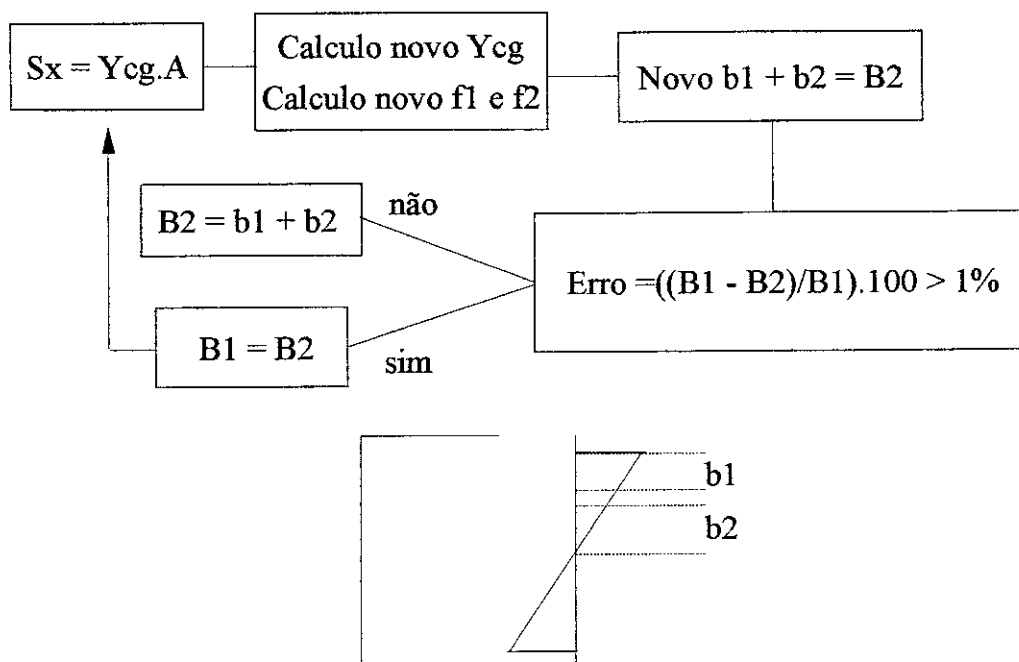 Sx = Ycg.A
Calculo novo Ycg
Calculo novo f1 e f2
Novo b1 + b2 = B2
B2 = b1 + b2
não
Erro =((B1 - B2)/B1).100 > 1%
B1 = B2
sim
b1
b2